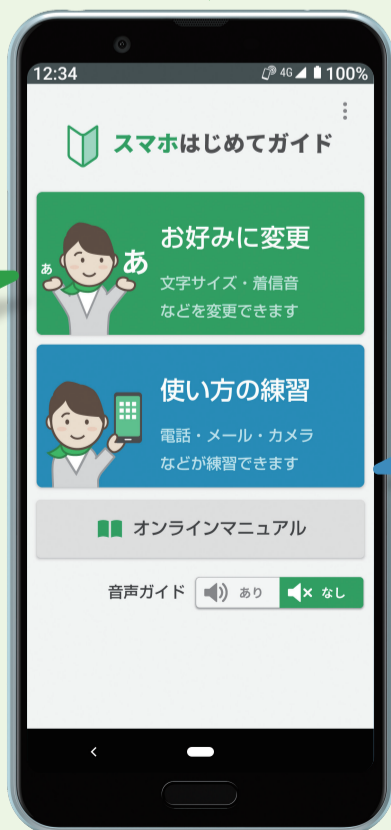 12:34 4G 100%
スマホはじめてガイド
お好みに変更
あ あ
文字サイズ・着信音
などを変更できます
使い方の練習
電話・メール・カメラ
などが練習できます
オンラインマニュアル
音声ガイド あり なし